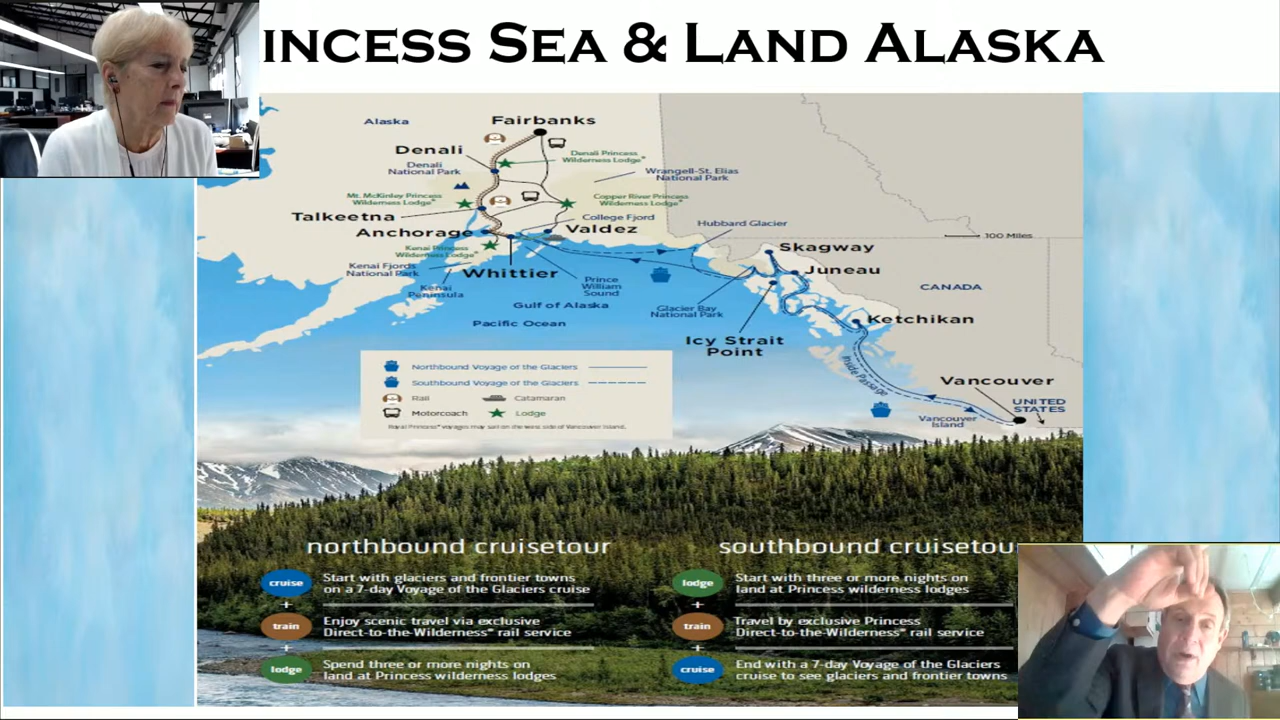 INCESS SEA & LAND ALASKA
Alaska
Fairbanks
Denali
Denali
National Park
Denali Princess
Wilderness Lodge®
Wrangell-St. Elias
National Park
Mt. McKinley Princess
Wilderness Lodge®
Copper River Princess
Wilderness Lodge®
Talkeetna
College Fjord
Anchorage
Valdez
Hubbard Glacier
100 Miles
Kenai Princess
Wilderness Lodge®
Skagway
Kenai Fjords
National Park
Whittier
Juneau
Kenai
Peninsula
Prince
William
Sound
CANADA
Gulf of Alaska
Glacier Bay
National Park
Pacific Ocean
Ketchikan
Icy Strait
Point
Inside Passage
Vancouver
UNITED
STATES
Vancouver
Island
Northbound Voyage of the Glaciers
Southbound Voyage of the Glaciers
Rail
Catamaran
Motorcoach
Lodge
Royal Princess® voyages may sail on the west side of Vancouver Island.
northbound cruisetour
cruise
Start with glaciers and frontier towns
on a 7-day Voyage of the Glaciers cruise
+
train
Enjoy scenic travel via exclusive
Direct-to-the-Wilderness® rail service
+
lodge
Spend three or more nights on
land at Princess wilderness lodges
southbound cruisetou
lodge
Start with three or more nights on
land at Princess wilderness lodges
+
train
Travel by exclusive Princess
Direct-to-the-Wilderness® rail service
+
cruise
End with a 7-day Voyage of the Glaciers
cruise to see glaciers and frontier towns